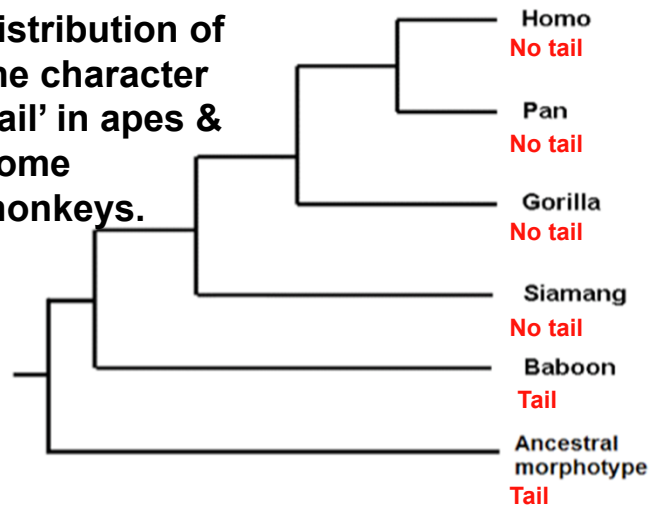 istribution of
he character
ail’ in apes &
ome
nonkeys.
Homo
No tail
Pan
No tail
Gorilla
No tail
Siamang
No tail
Baboon
Tail
Ancestral
morphotype
Tail